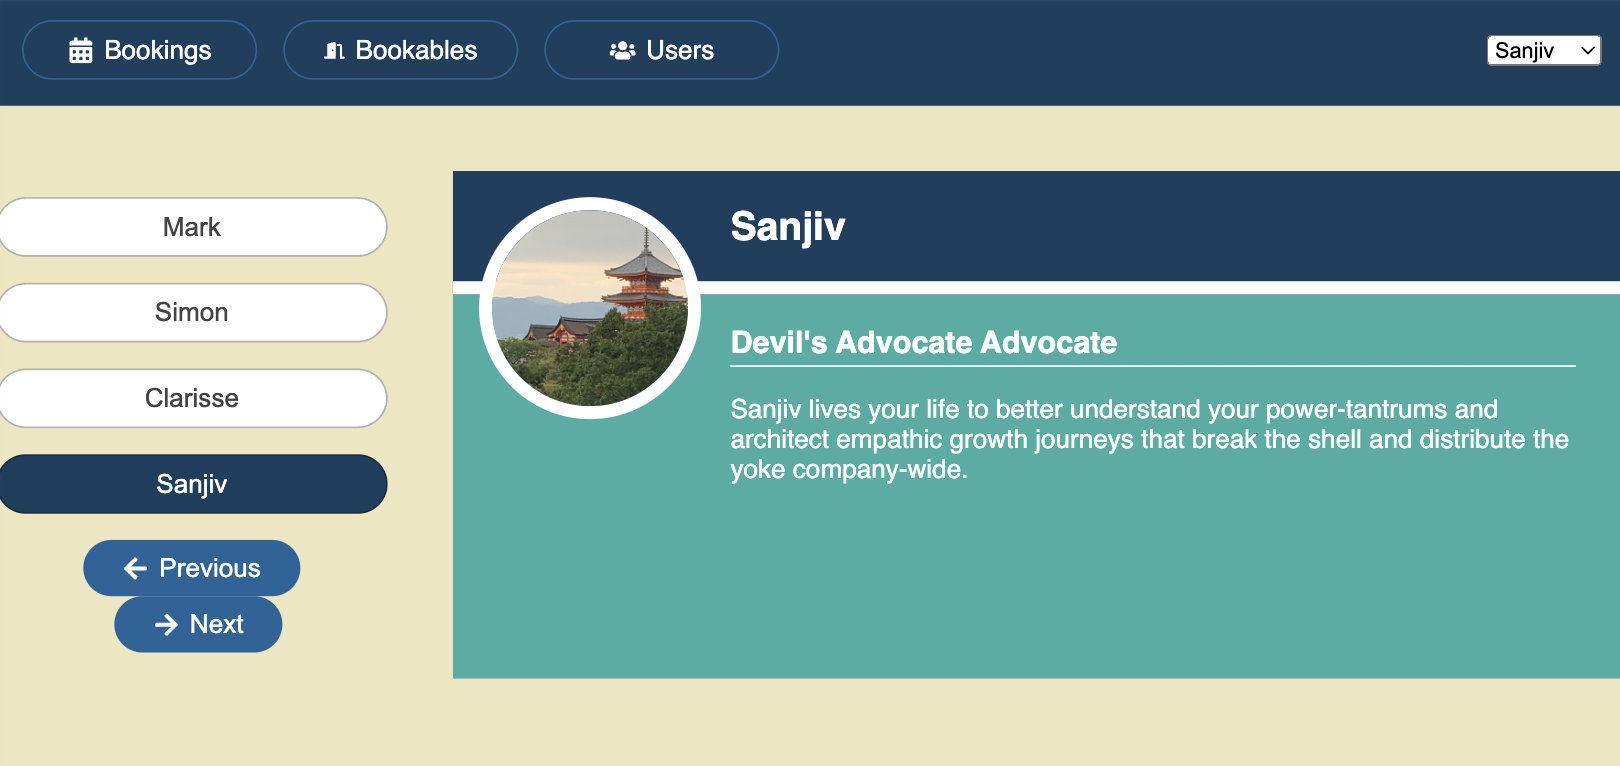 Bookings Bookables Users Sanjiv
Mark
Simon
Clarisse
Sanjiv
Previous
Next
Sanjiv
Devil's Advocate Advocate
Sanjiv lives your life to better understand your power-tantrums and
architect empathic growth journeys that break the shell and distribute the
yoke company-wide.